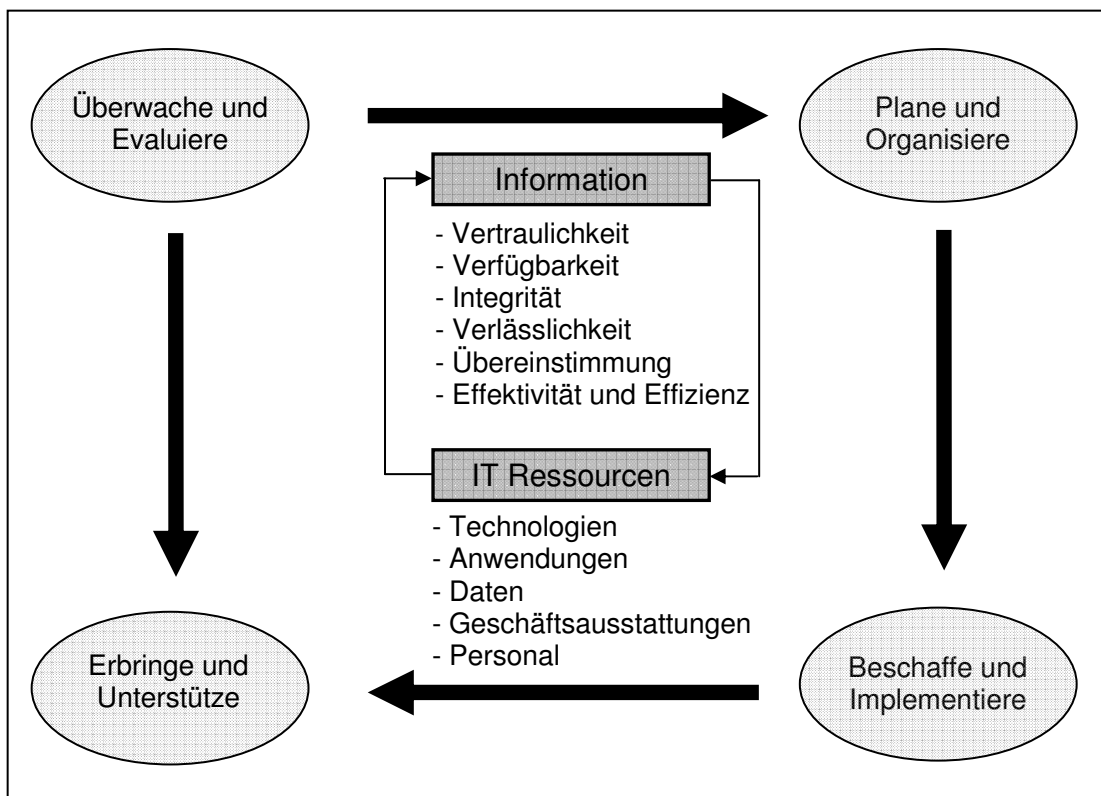 Überwache und
Evaluiere
Plane und
Organisiere
Information
- Vertraulichkeit
- Verfügbarkeit
- Integrität
- Verlässlichkeit
- Übereinstimmung
- Effektivität und Effizienz
IT Ressourcen
- Technologien
- Anwendungen
- Daten
- Geschäftsausstattungen
- Personal
Erbringe und
Unterstütze
Beschaffe und
Implementiere